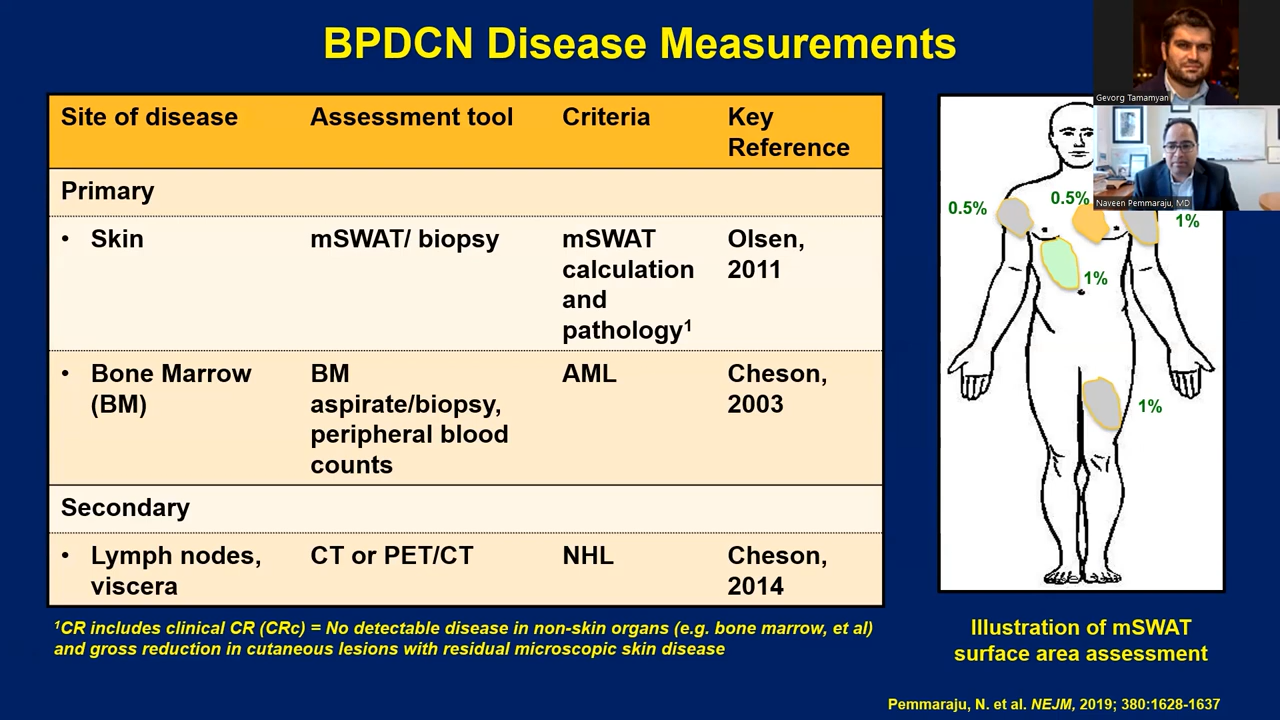 BPDCN Disease Measurements
Gevorg Tamamyan
Naveen Pemmaraju, MD
Site of disease
Assessment tool
Criteria
Key
Reference
Primary
• Skin
mSWAT/ biopsy
mSWAT
calculation
and
pathology¹
Olsen,
2011
• Bone Marrow
(BM)
BM
aspirate/biopsy,
peripheral blood
counts
AML
Cheson,
2003
Secondary
• Lymph nodes,
viscera
CT or PET/CT
NHL
Cheson,
2014
¹CR includes clinical CR (CRc) = No detectable disease in non-skin organs (e.g. bone marrow, et al)
and gross reduction in cutaneous lesions with residual microscopic skin disease
0.5%
0.5%
1%
1%
1%
Illustration of mSWAT
surface area assessment
Pemmaraju, N. et al. NEJM, 2019; 380:1628-1637